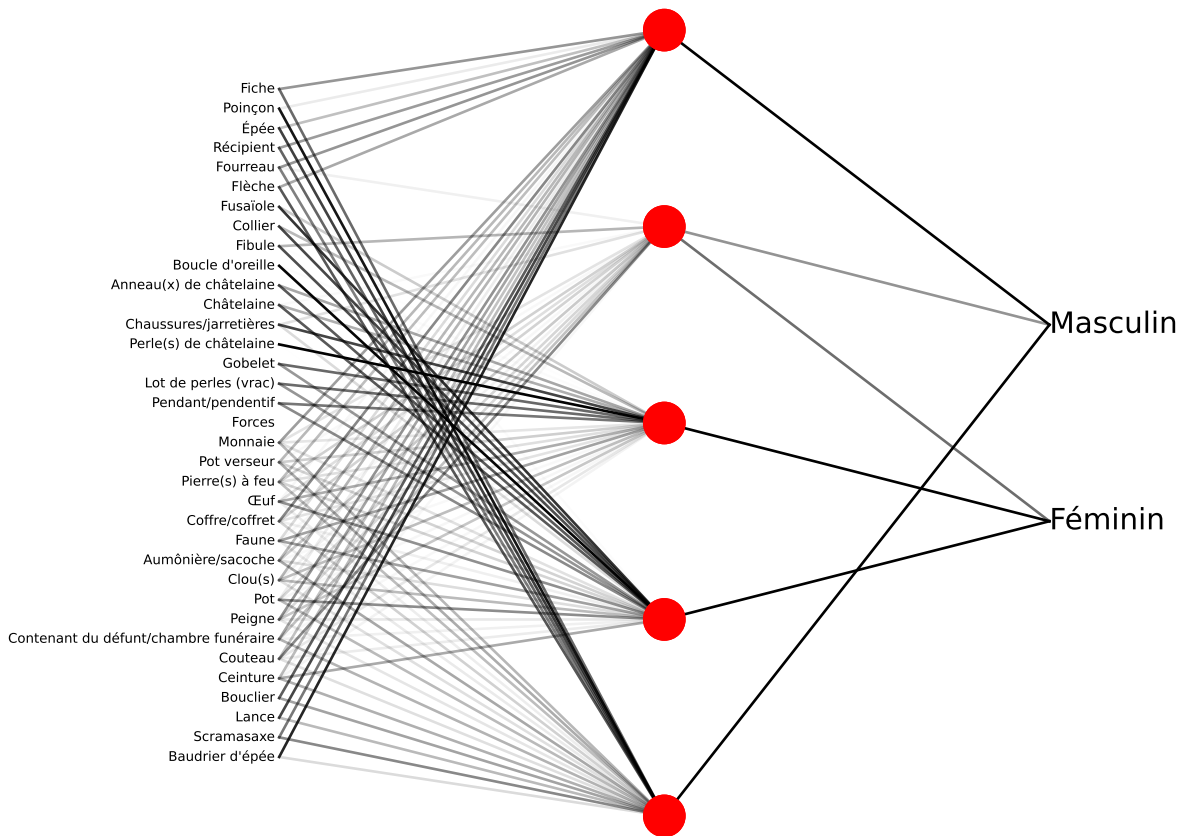 Fiche
Poinçon
Épée
Récipient
Fourreau
Flèche
Fusaïole
Collier
Fibule
Boucle d'oreille
Anneau(x) de châtelaine
Châtelaine
Chaussures/jarretières
Perle(s) de châtelaine
Gobelet
Lot de perles (vrac)
Pendant/pendentif
Forces
Monnaie
Pot verseur
Pierre(s) à feu
Œuf
Coffre/coffret
Faune
Aumônière/sacoche
Clou(s)
Pot
Peigne
Contenant du défunt/chambre funéraire
Couteau
Ceinture
Bouclier
Lance
Scramasaxe
Baudrier d'épée
Masculin
Féminin